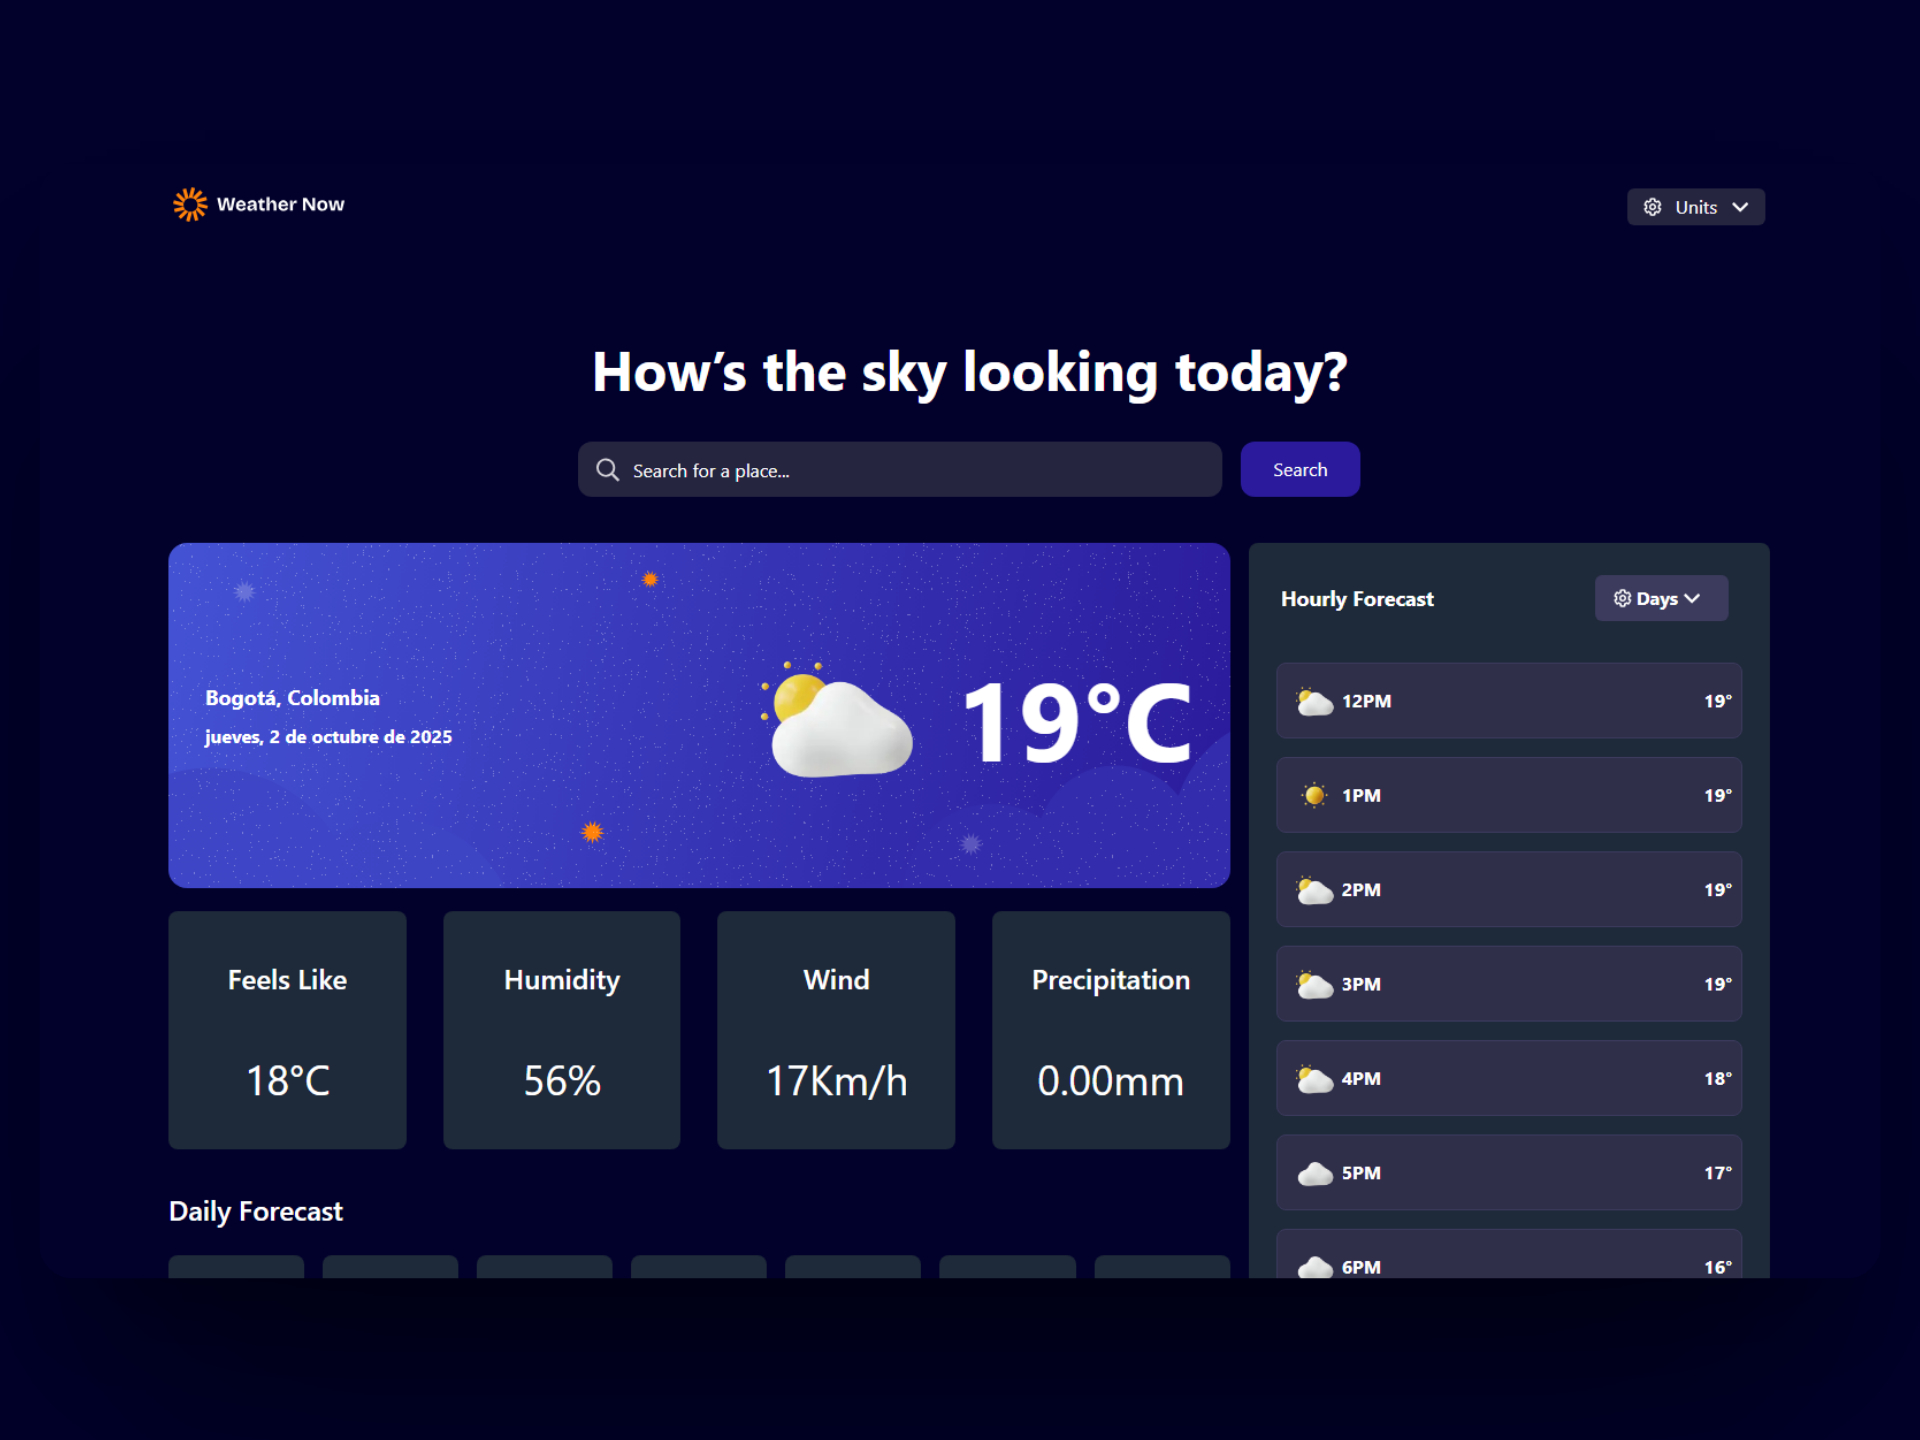 Weather Now
Units
How’s the sky looking today?
Search for a place...
Search
Bogotá, Colombia
jueves, 2 de octubre de 2025
19°C
Feels Like
18°C
Humidity
56%
Wind
17Km/h
Precipitation
0.00mm
Daily Forecast
Hourly Forecast
Days
12PM 19°
1PM 19°
2PM 19°
3PM 19°
4PM 18°
5PM 17°
6PM 16°